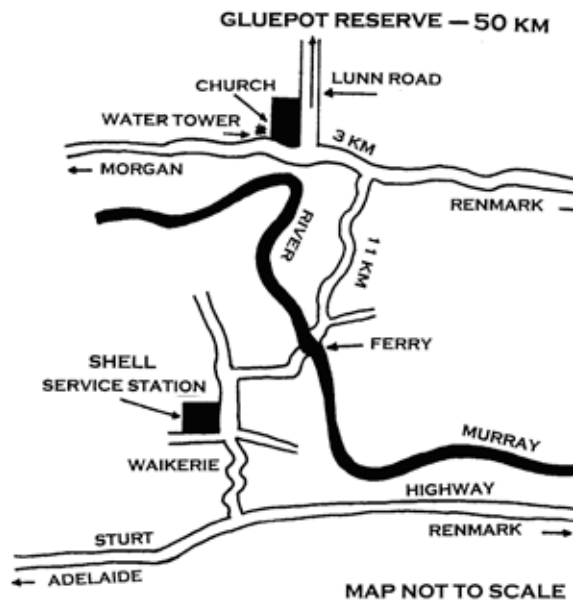 GLUEPOT RESERVE — 50 KM
LUNN ROAD
CHURCH
WATER TOWER
3 KM
MORGAN
RENMARK
RIVER
11 KM
FERRY
SHELL
SERVICE STATION
MURRAY
WAIKERIE
HIGHWAY
STURT
RENMARK
ADELAIDE
MAP NOT TO SCALE